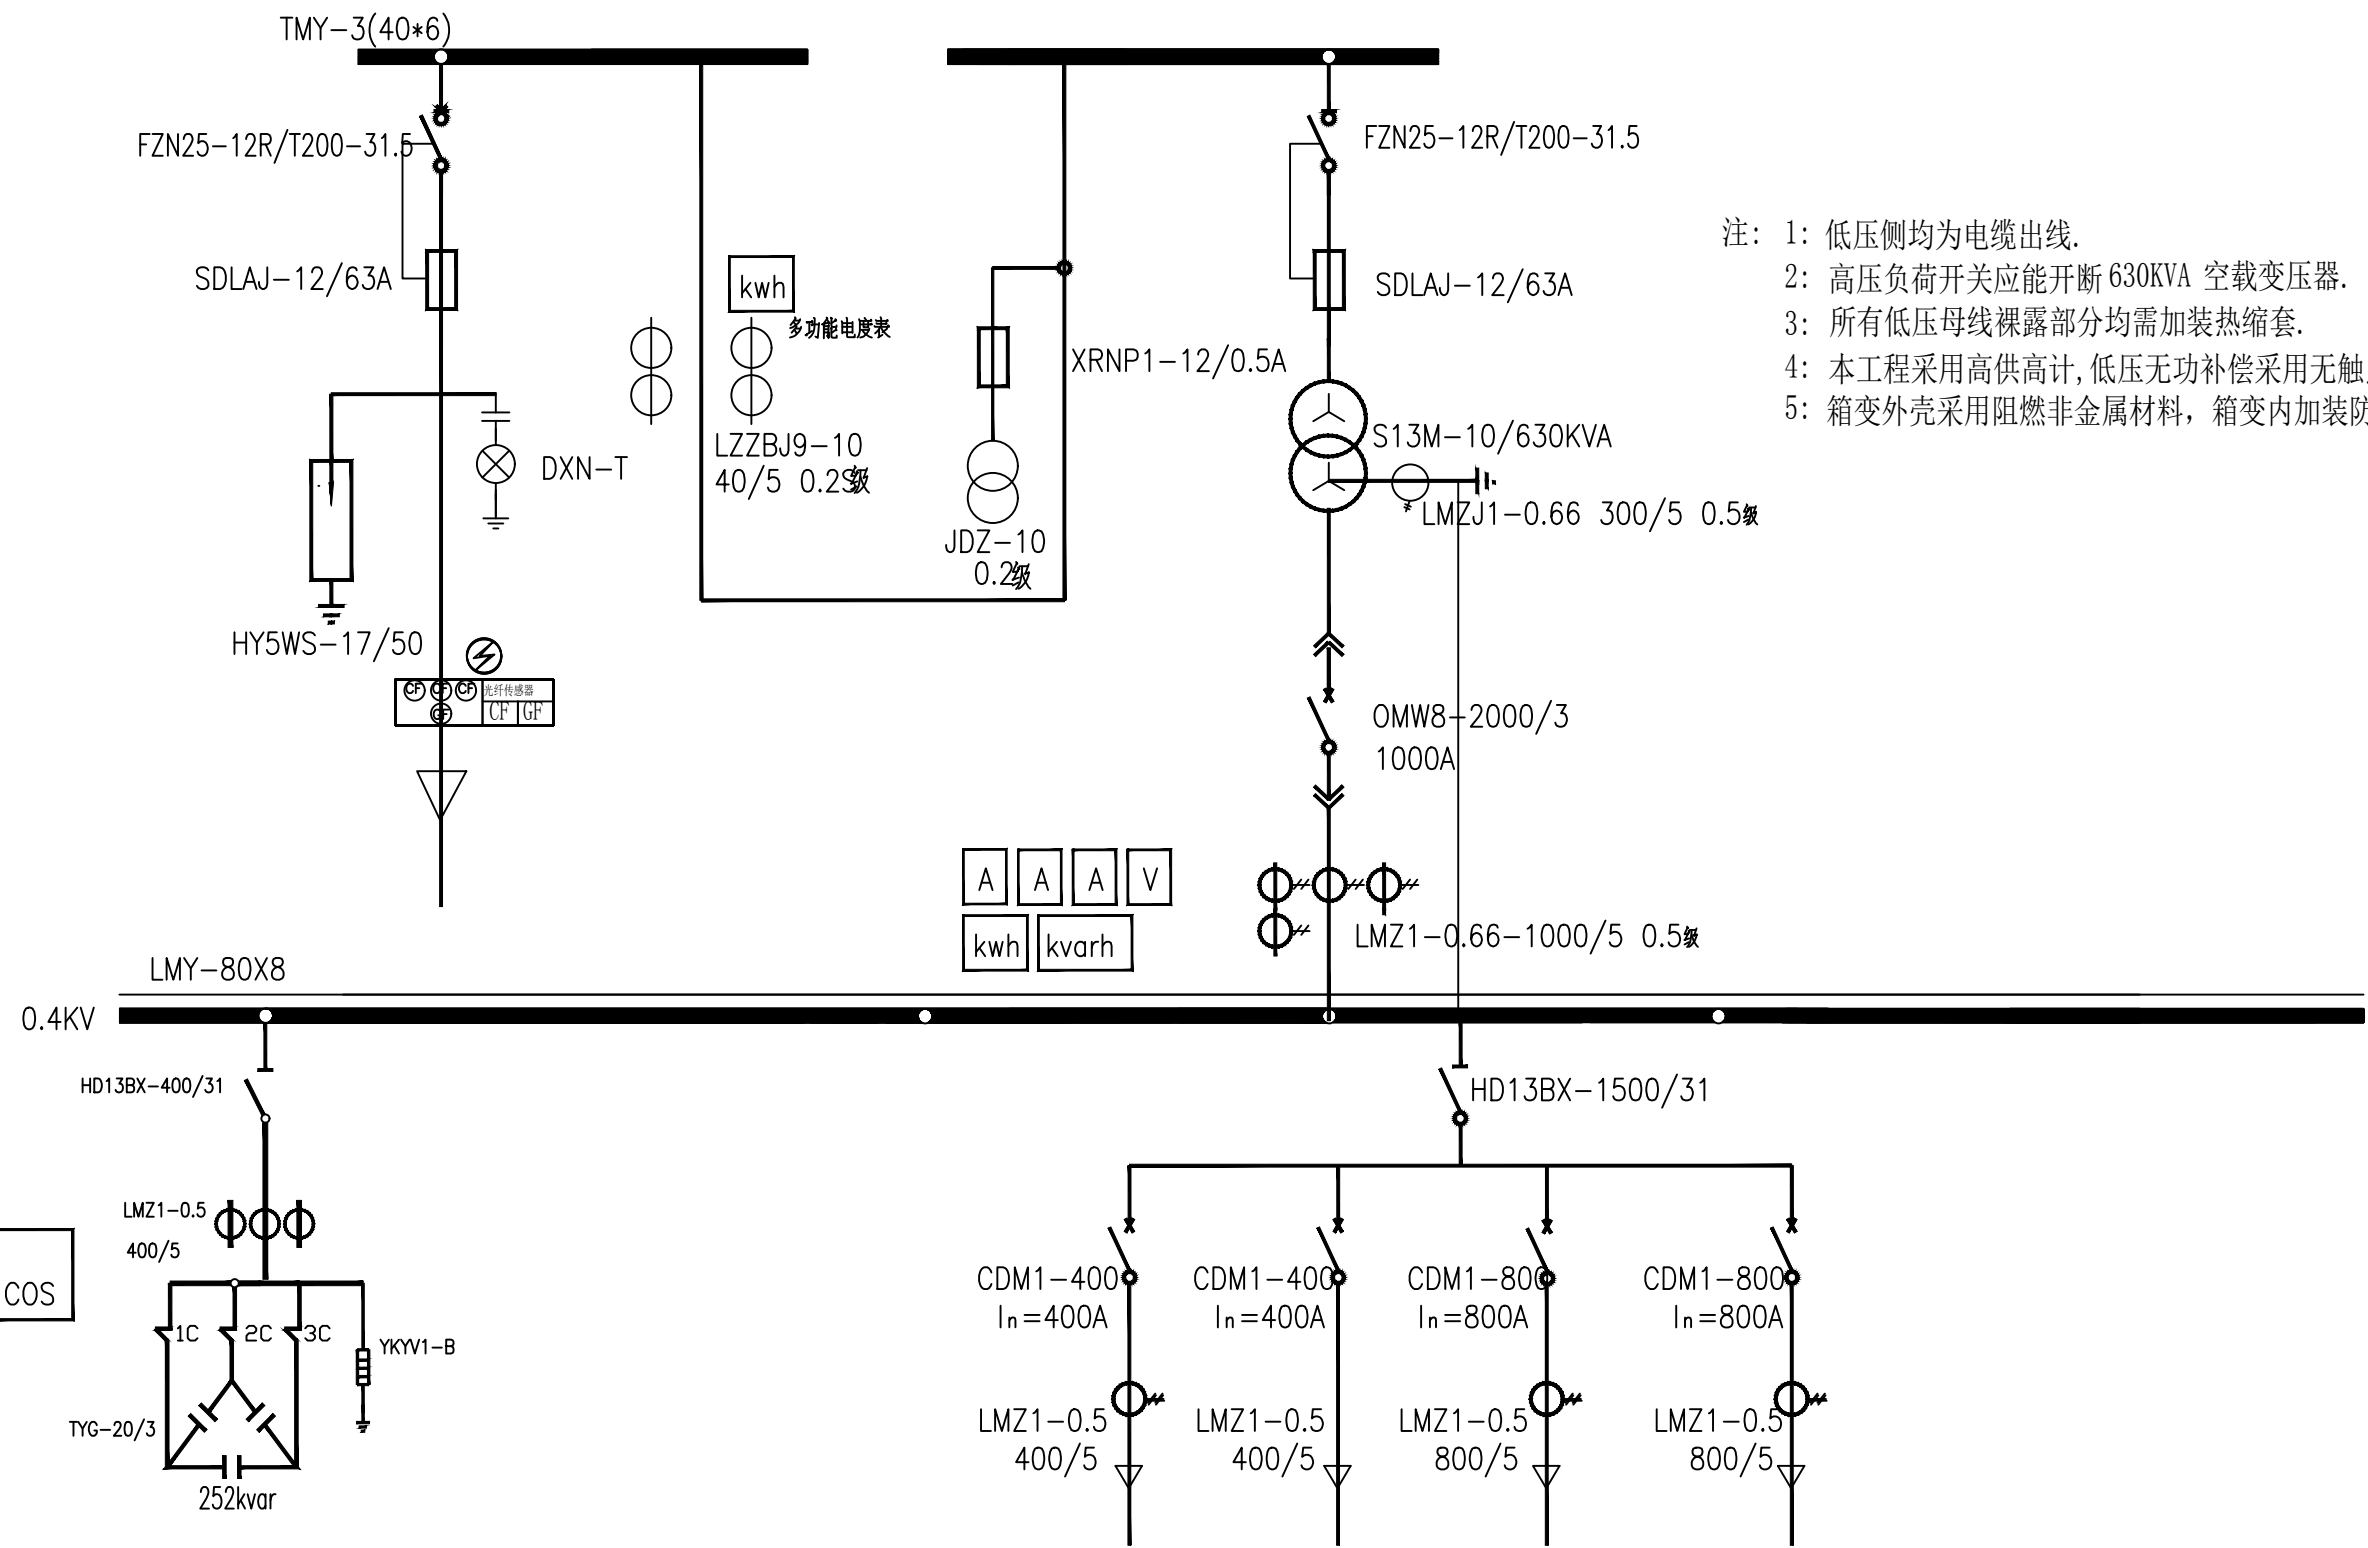 TMY-3(40*6)
FZN25-12R/T200-31.5
FZN25-12R/T200-31.5
SDLAJ-12/63A
kwh
多功能电度表
SDLAJ-12/63A
XRNP1-12/0.5A
注: 1: 低压侧均为电缆出线.
2: 高压负荷开关应能开断630KVA 空载变压器.
3: 所有低压母线裸露部分均需加装热缩套.
4: 本工程采用高供高计,低压无功补偿采用无触
5: 箱变外壳采用阻燃非金属材料，箱变内加装防
DXN-T
LZZBJ9-10
40/5 0.2S级
S13M-10/630KVA
LMZJ1-0.66 300/5 0.5级
JDZ-10
0.2级
HY5WS-17/50
CF CF CF 光纤传感器
GF CF GF
OMW8-2000/3
1000A
A A A V
kwh kvarh
LMZ1-0.66-1000/5 0.5级
LMY-80X8
0.4KV
HD13BX-400/31
HD13BX-1500/31
LMZ1-0.5
400/5
COS
1C 2C 3C
YKYV1-B
TYG-20/3
252kvar
CDM1-400 CDM1-400 CDM1-800 CDM1-800
In=400A In=400A In=800A In=800A
LMZ1-0.5 LMZ1-0.5 LMZ1-0.5 LMZ1-0.5
400/5 400/5 800/5 800/5